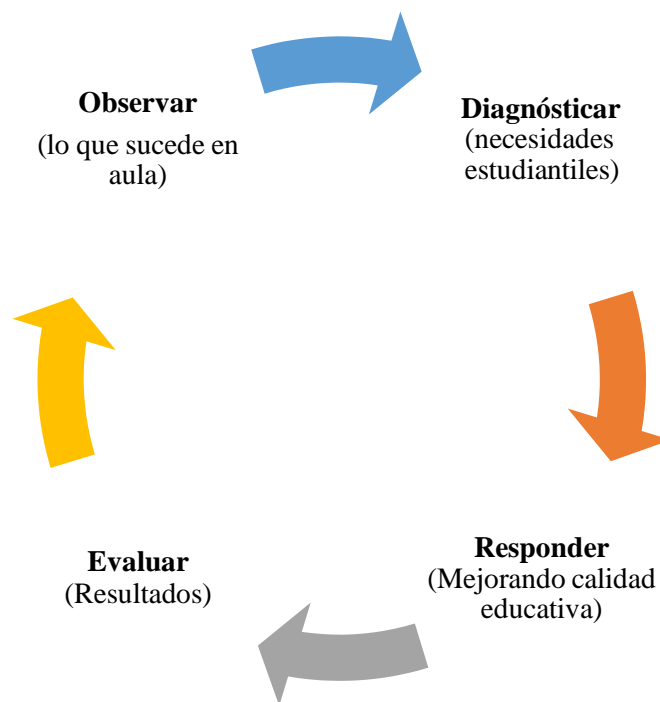 Observar
(lo que sucede en
aula)
Diagnósticar
(necesidades
estudiantiles)
Responder
(Mejorando calidad
educativa)
Evaluar
(Resultados)